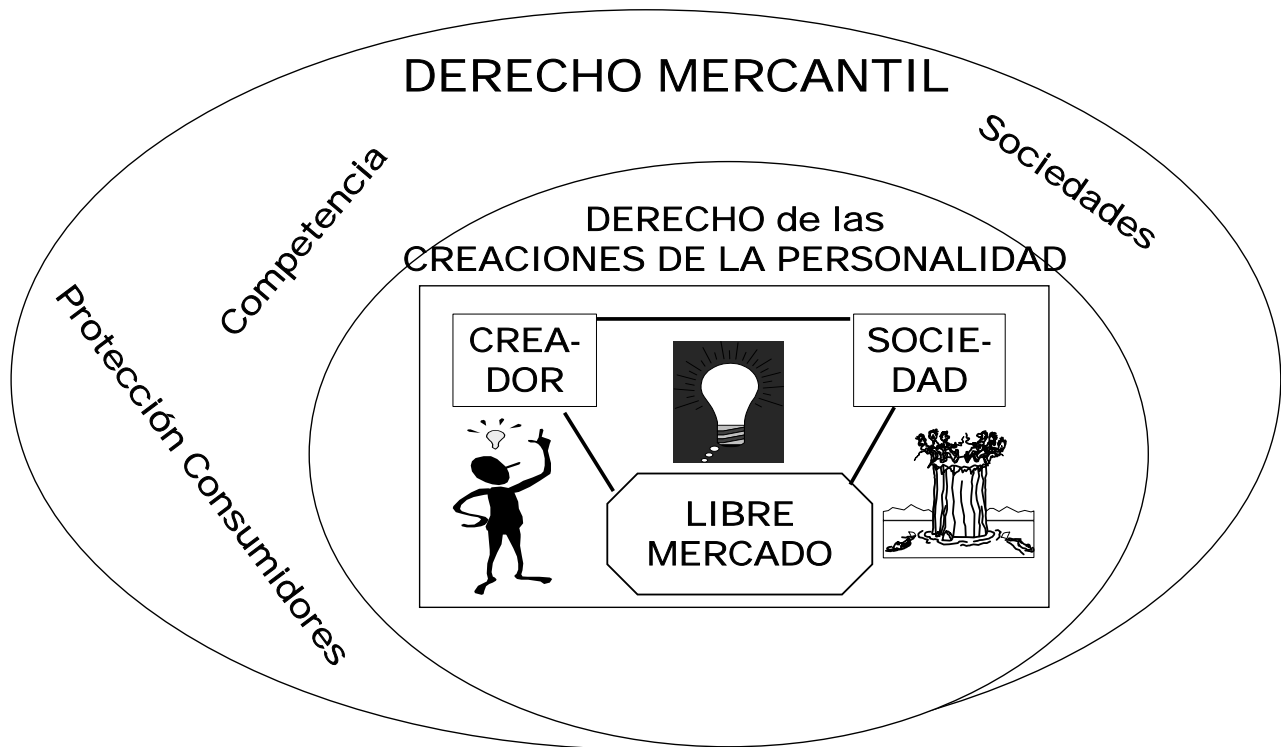 DERECHO MERCANTIL
Sociedades
Competencia
Protección Consumidores
DERECHO de las
CREACIONES DE LA PERSONALIDAD
CREA-
DOR
SOCIE-
DAD
LIBRE
MERCADO